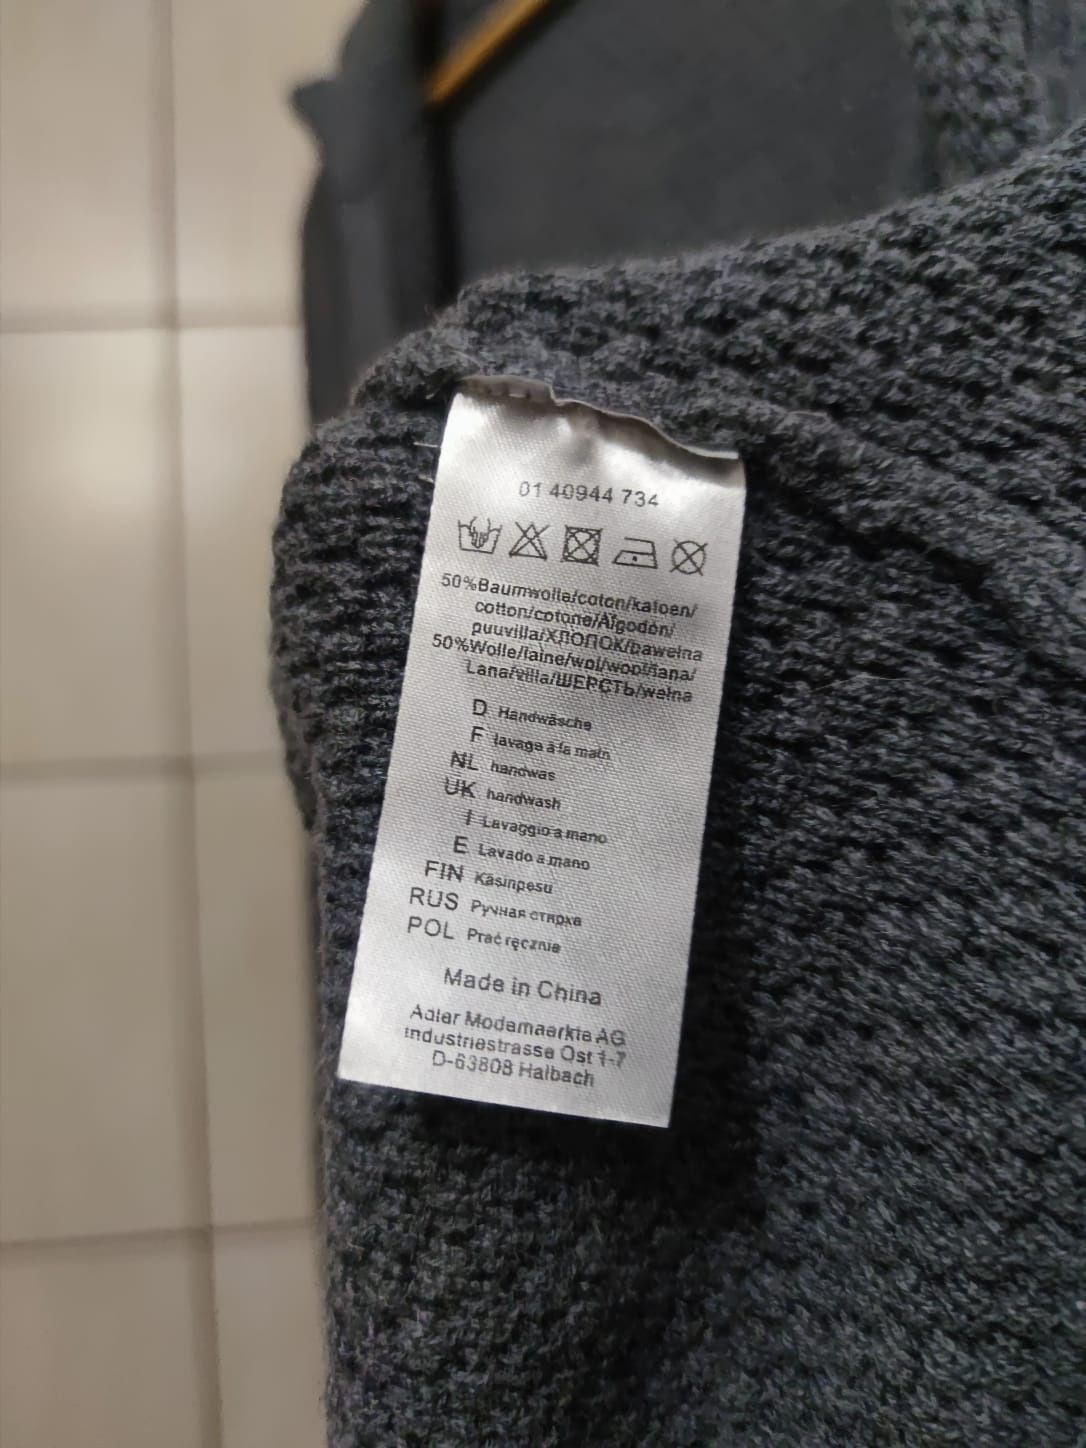 01 40944 734
50%Baumwolle/coton/katoen/
cotton/cotone/Algodón/
puuvilla/ХЛОПОК/bawełna
50%Wolle/laine/wol/wool/lana/
Lana/villa/ШЕРСТЬ/wełna
D Handwäsche
F lavage à la main
NL handwas
UK handwash
I Lavaggio a mano
E Lavado a mano
FIN Käsinpesu
RUS Ручная стирка
POL Prać ręcznie
Made in China
Adler Modemaerkte AG
Industriestrasse Ost 1-7
D-63808 Haibach